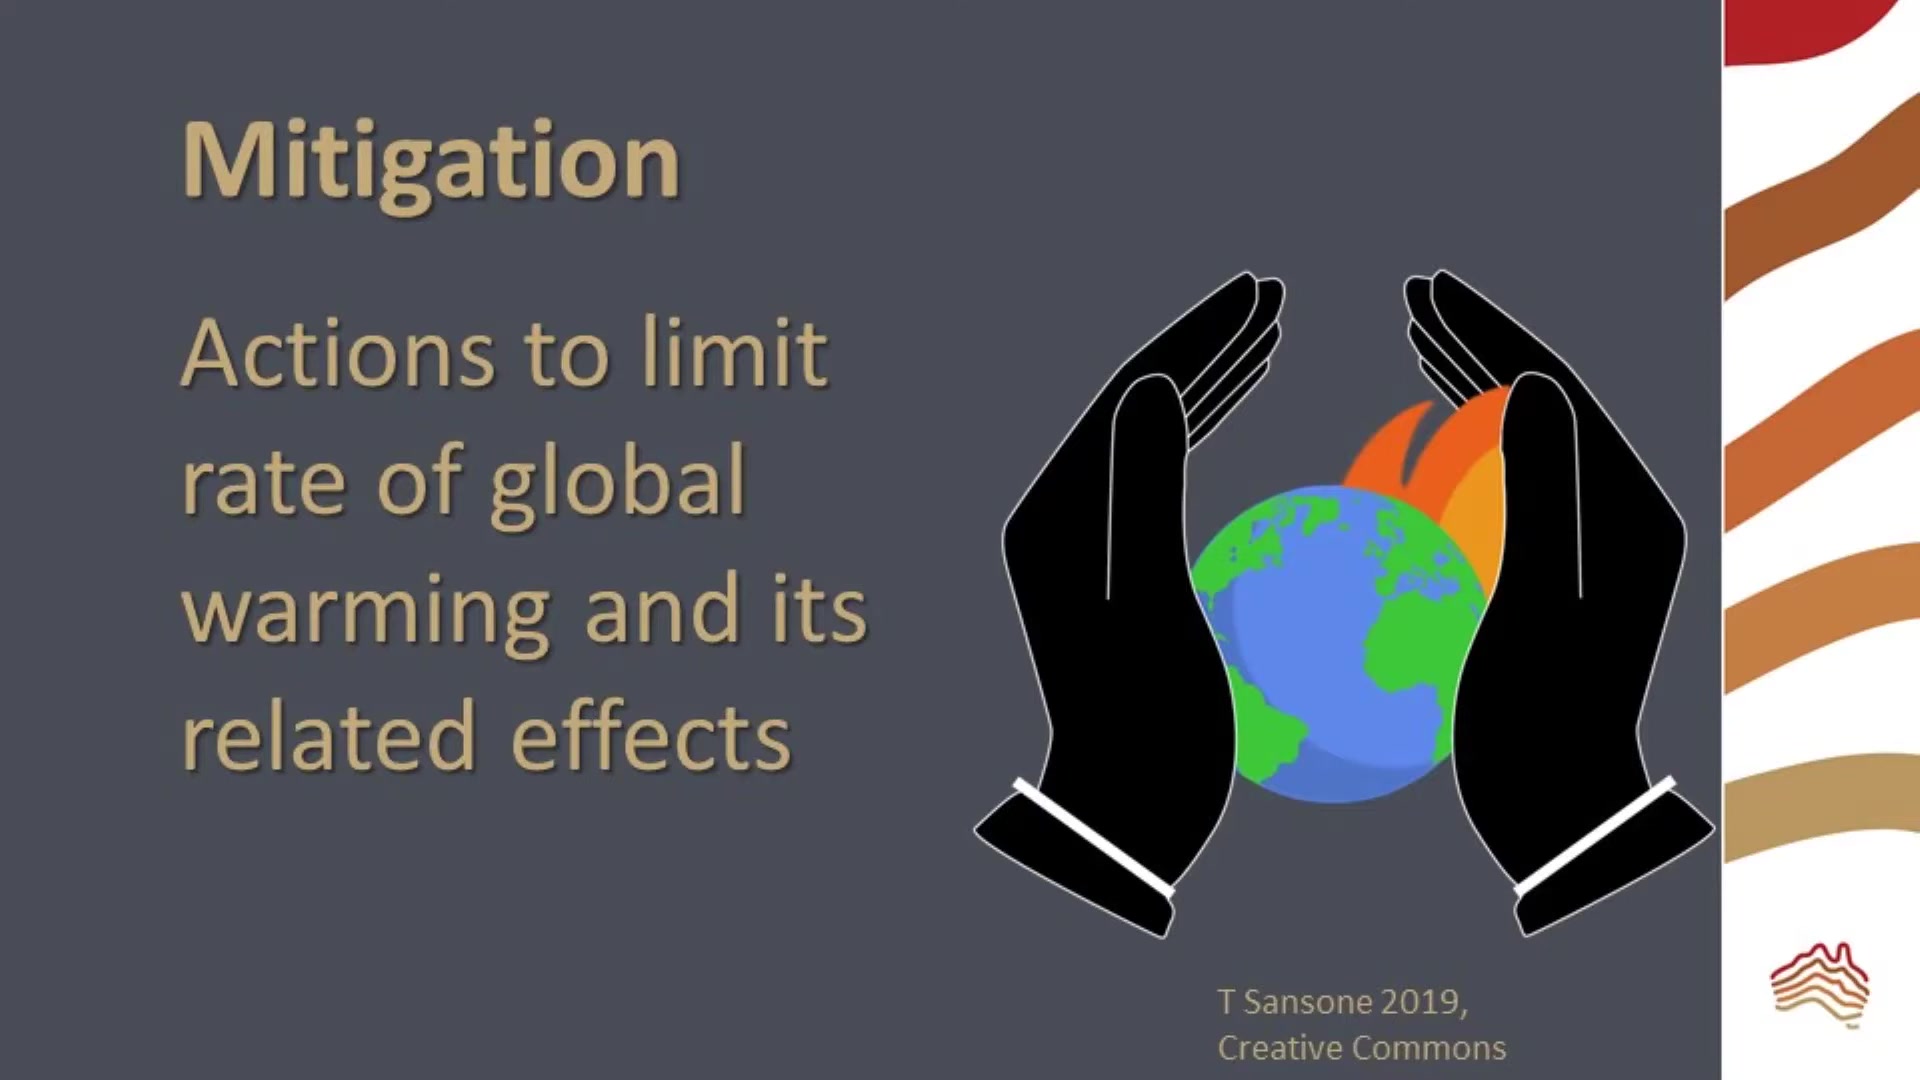 Mitigation
Actions to limit
rate of global
warming and its
related effects
T Sansone 2019,
Creative Commons